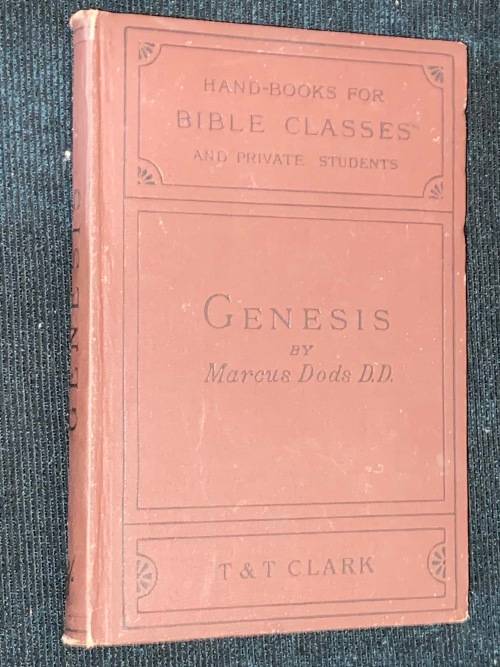 HAND-BOOKS FOR
BIBLE CLASSES
AND PRIVATE STUDENTS
GENESIS
BY
Marcus Dods D.D.
T & T CLARK
GENESIS